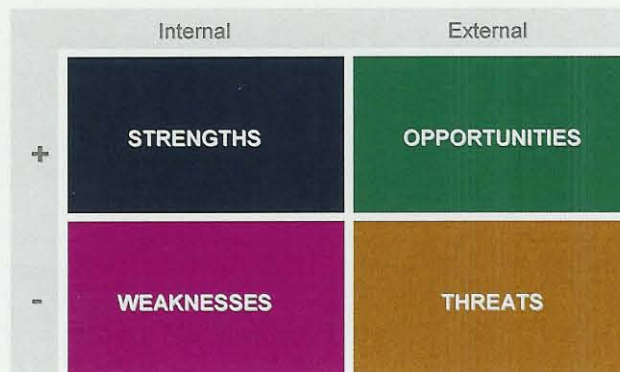 Internal External
+ STRENGTHS OPPORTUNITIES
- WEAKNESSES THREATS